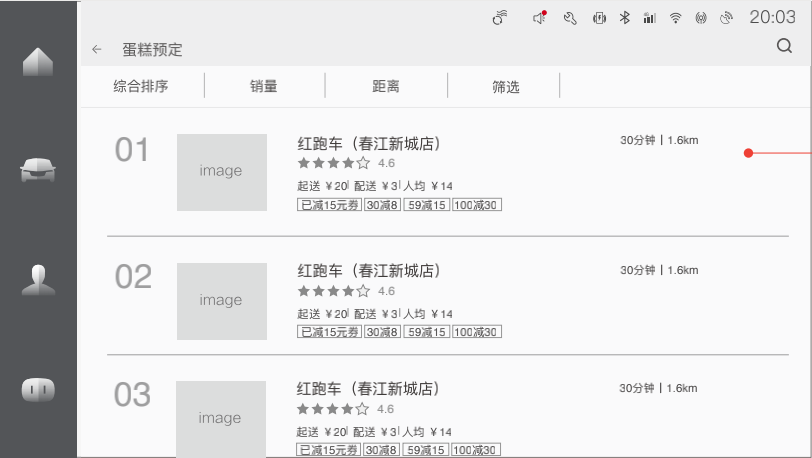 20:03
蛋糕预定
综合排序 销量 距离 筛选
01
image
红跑车（春江新城店）
30分钟 | 1.6km
4.6
起送 ￥20| 配送 ￥3| 人均 ￥14
已减15元券 30减8 59减15 100减30
02
image
红跑车（春江新城店）
30分钟 | 1.6km
4.6
起送 ￥20| 配送 ￥3| 人均 ￥14
已减15元券 30减8 59减15 100减30
03
image
红跑车（春江新城店）
30分钟 | 1.6km
4.6
起送 ￥20| 配送 ￥3| 人均 ￥14
已减15元券 30减8 59减15 100减30